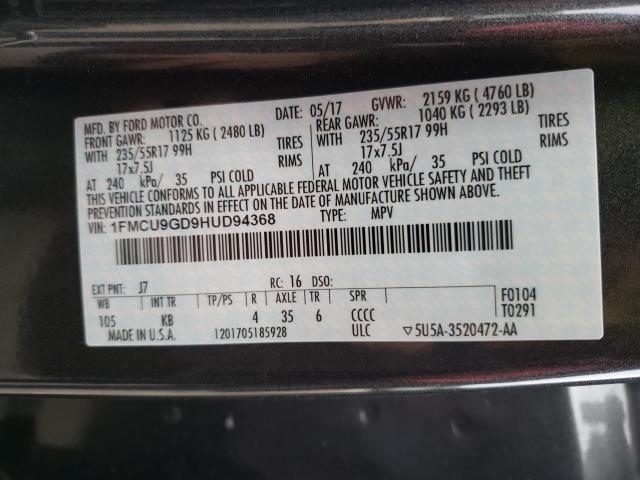 MFD. BY FORD MOTOR CO. DATE: 05/17 GVWR: 2159 KG ( 4760 LB)
FRONT GAWR: 1125 KG ( 2480 LB) REAR GAWR: 1040 KG ( 2293 LB)
WITH 235/55R17 99H TIRES WITH 235/55R17 99H TIRES
17x7.5J RIMS 17x7.5J RIMS
AT 240 kPa/ 35 PSI COLD AT 240 kPa/ 35 PSI COLD
THIS VEHICLE CONFORMS TO ALL APPLICABLE FEDERAL MOTOR VEHICLE SAFETY AND THEFT
PREVENTION STANDARDS IN EFFECT ON THE DATE OF MANUFACTURE SHOWN ABOVE.
VIN: 1FMCU9GD9HUD94368 TYPE: MPV
EXT PNT: J7 RC: 16 DSO:
WB INT TR TP/PS R AXLE TR SPR F0104
105 KB 4 35 6 CCCC T0291
MADE IN U.S.A. 1201705185928 ULC ▽5U5A-3520472-AA